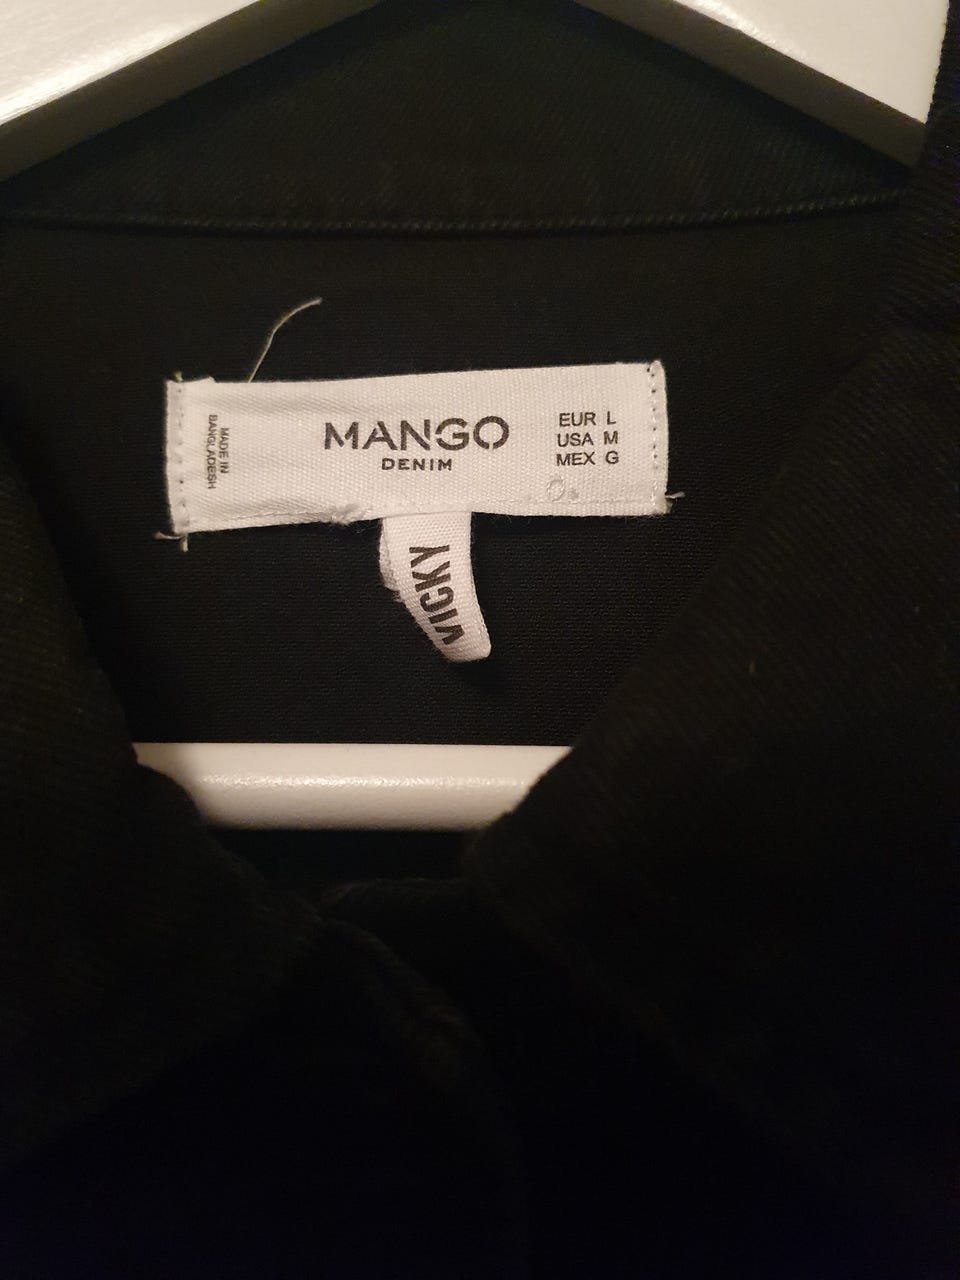 MADE IN
BANGLADESH
MANGO
DENIM
EUR L
USA M
MEX G
VICKY